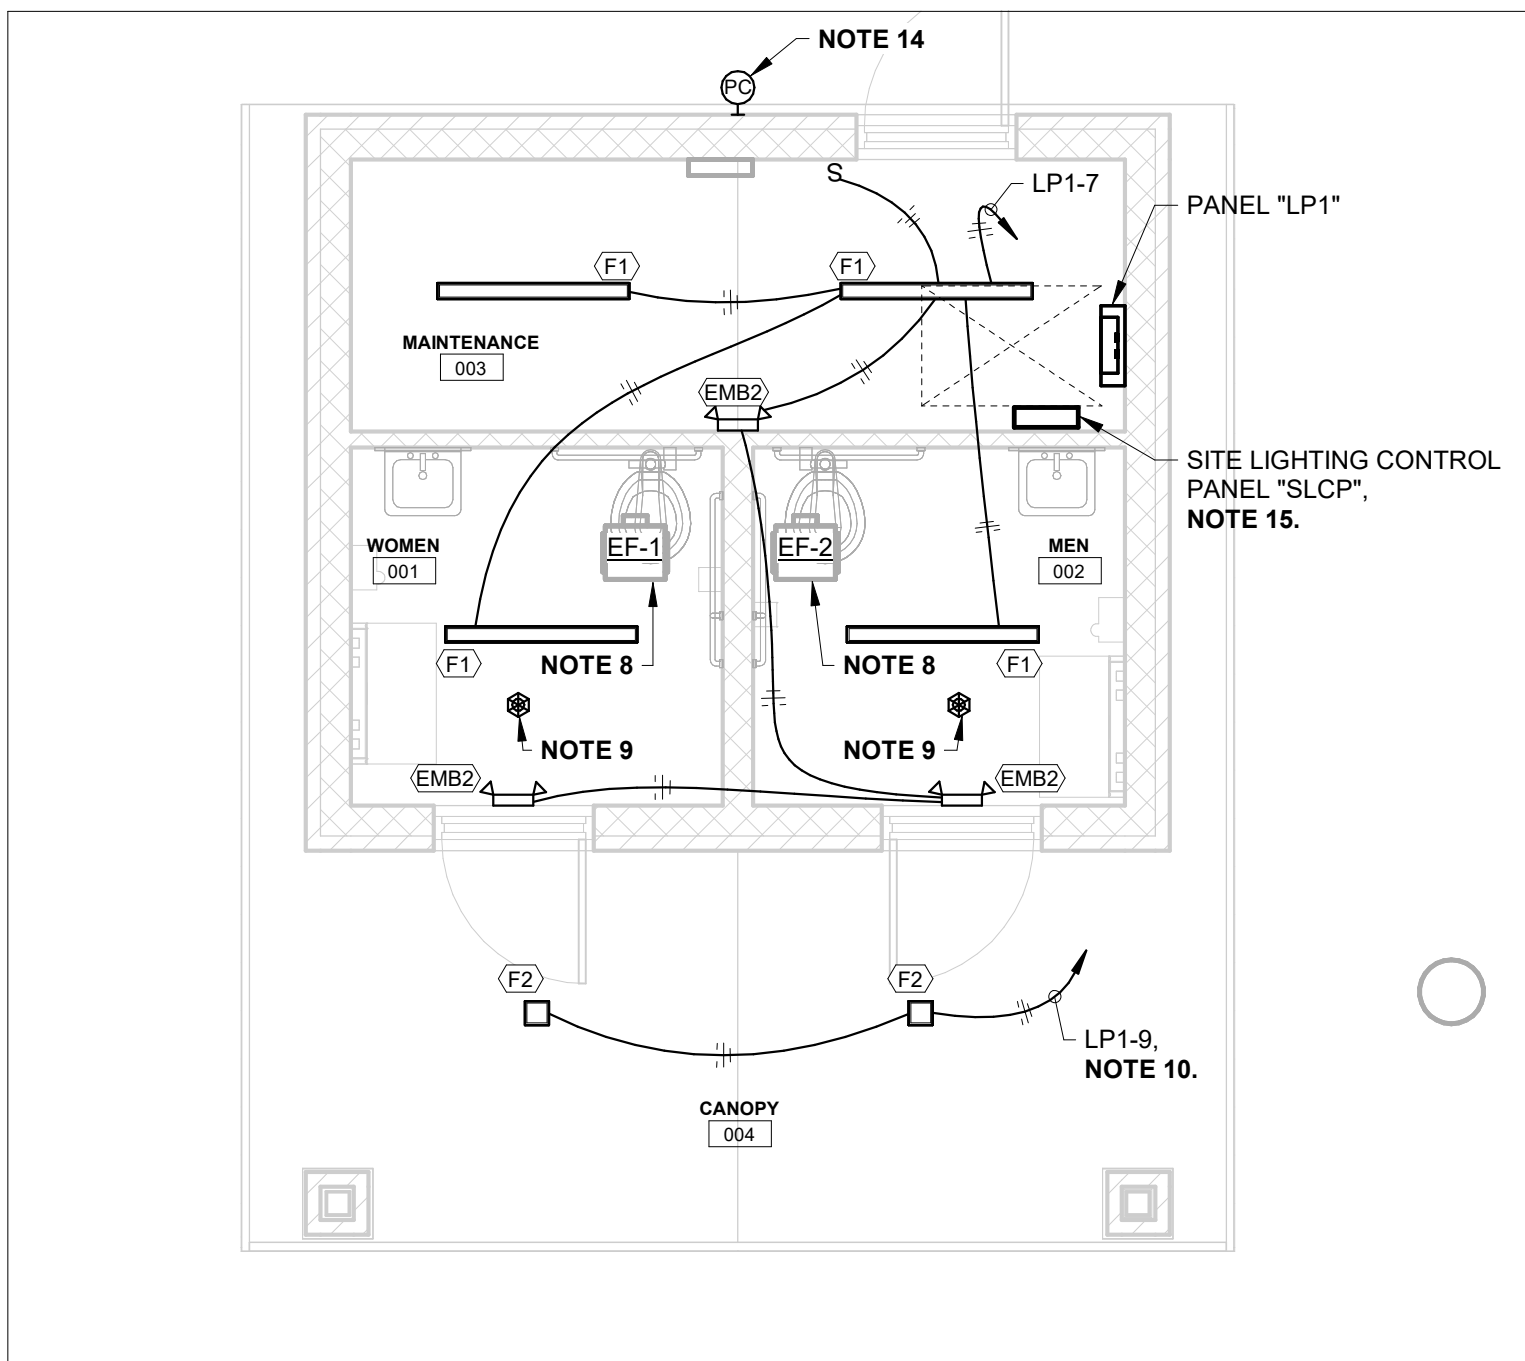 NOTE 14
PC
S
LP1-7
PANEL "LP1"
F1
F1
MAINTENANCE
003
EMB2
SITE LIGHTING CONTROL
PANEL "SLCP",
NOTE 15.
WOMEN
001
EF-1
EF-2
MEN
002
F1
NOTE 8
NOTE 8
F1
NOTE 9
NOTE 9
EMB2
EMB2
F2
F2
LP1-9,
NOTE 10.
CANOPY
004